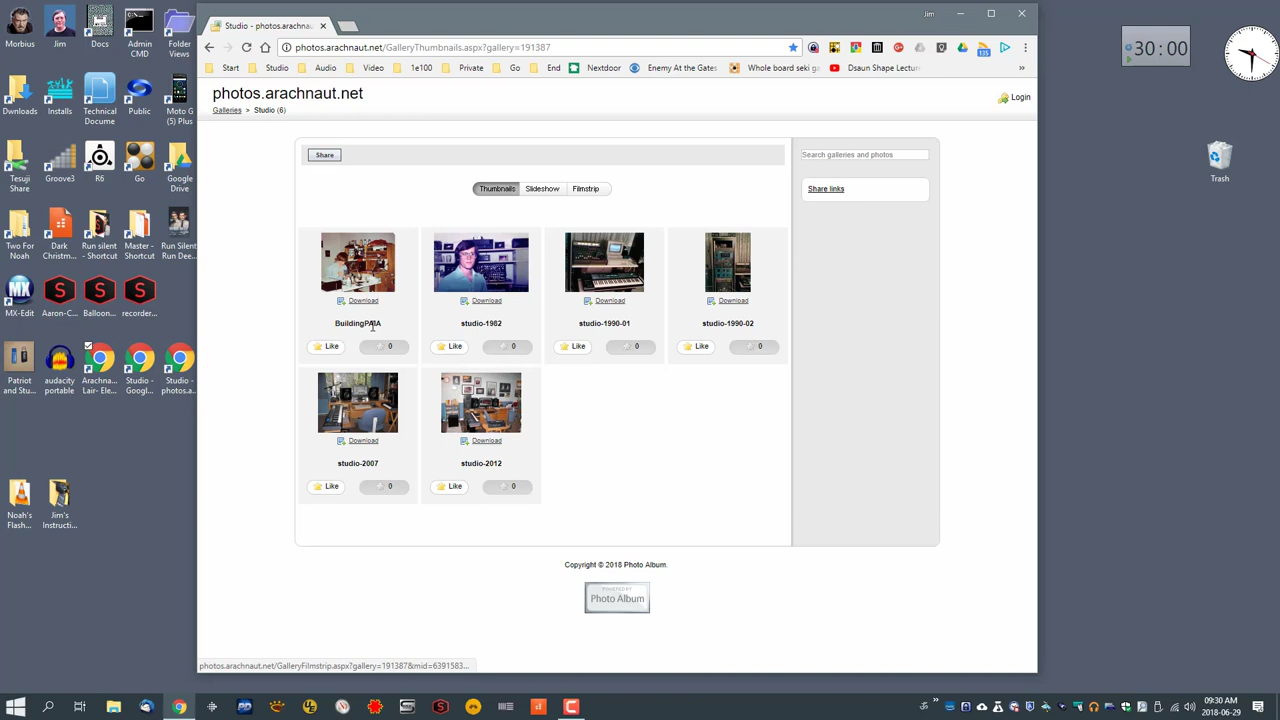 Morbius
Jim
Docs
Admin
CMD
Folder
Views
Dwnloads
Installs
Technical
Docume
Public
Moto G
(5) Plus
Tesuji
Share
Groove3
R6
Go
Google
Drive
Two For
Noah
Dark
Christm...
Run silent
- Shortcut
Master -
Shortcut
Run Silent
Run Dee...
MX-Edit
Aaron-C...
Balloon...
recorder...
Patriot
and Stu...
audacity
portable
Arachna...
Lair- Ele...
Studio -
Googl...
Studio -
photos.a...
Noah's
Flash...
Jim's
Instructi...
Studio - photos.arachnaut
Jim
photos.arachnaut.net/GalleryThumbnails.aspx?gallery=191387
Start
Studio
Audio
Video
1e100
Private
Go
End
Nextdoor
Enemy At the Gates
Whole board seki go
Dsaun Shape Lectur
»
photos.arachnaut.net
Galleries > Studio (6)
Login
Share
Search galleries and photos
Share links
Thumbnails
Slideshow
Filmstrip
Download
Download
Download
Download
BuildingPAIA
studio-1982
studio-1990-01
studio-1990-02
Like 0
Like 0
Like 0
Like 0
Download
Download
studio-2007
studio-2012
Like 0
Like 0
Copyright © 2018 Photo Album.
POWERED BY
Photo Album
photos.arachnaut.net/GalleryFilmstrip.aspx?gallery=191387&mid=6391583...
30:00
Trash
09:30 AM
2018-06-29